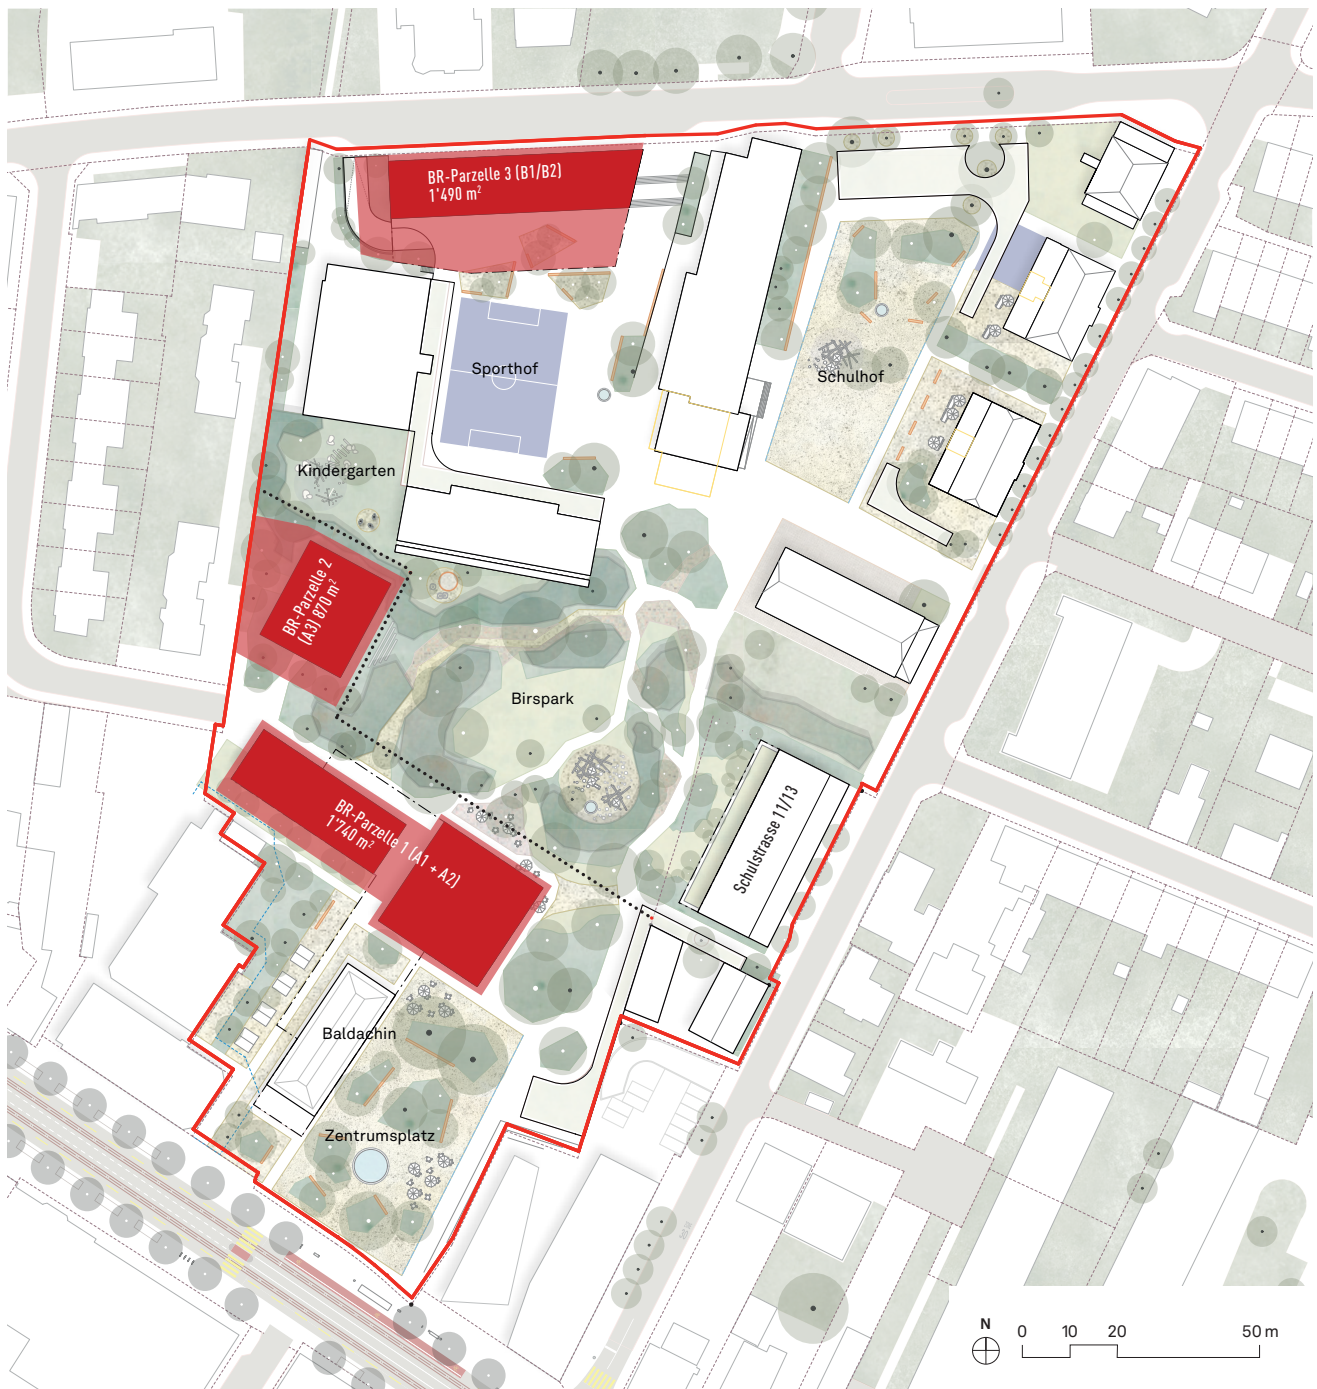 BR-Parzelle 3 (B1/B2)
1'490 m²
Sporthof
Schulhof
Kindergarten
BR-Parzelle 2
(A3) 870 m²
Birspark
BR-Parzelle 1 (A1 + A2)
1'740 m²
Schulstrasse 11/13
Baldachin
Zentrumsplatz
N
0 10 20 50 m